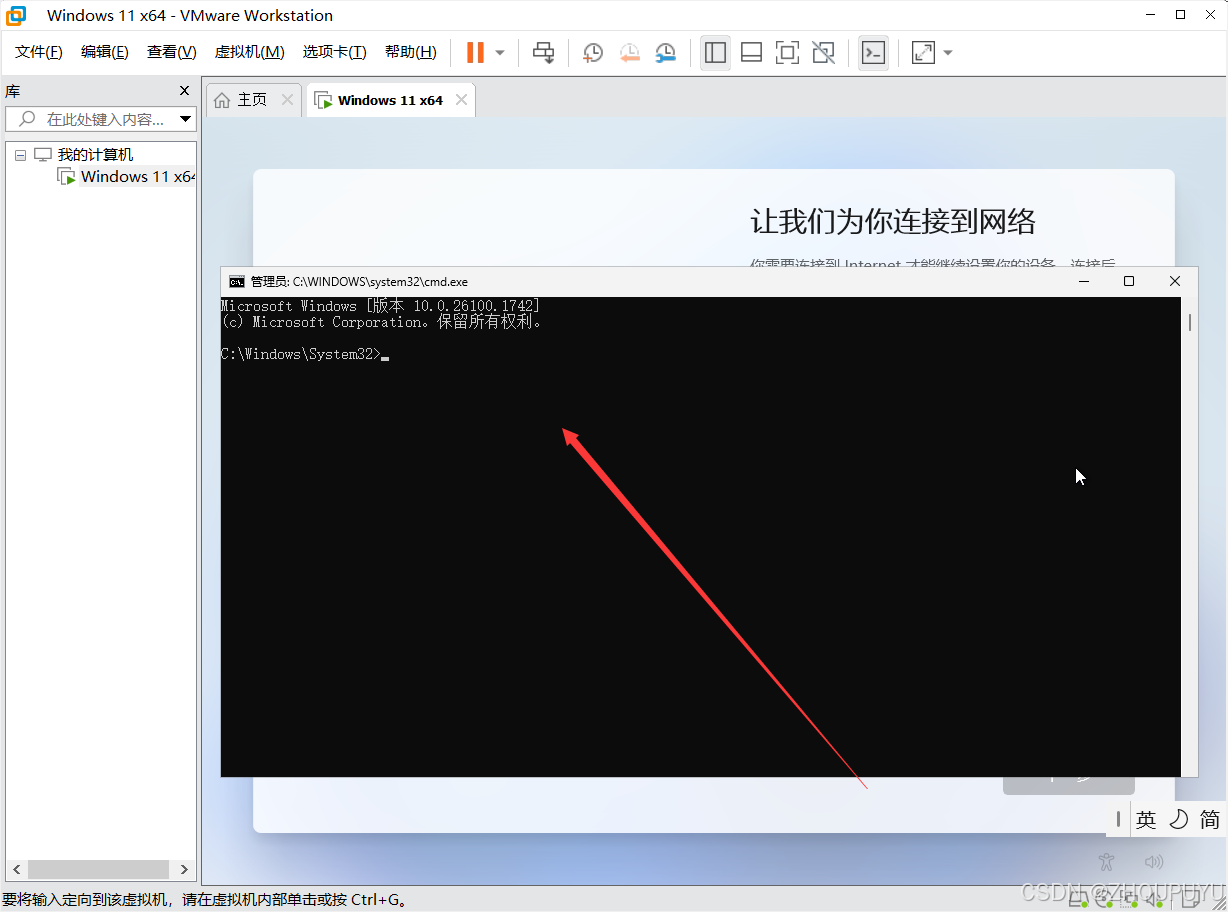 Windows 11 x64 - VMware Workstation
文件(F) 编辑(E) 查看(V) 虚拟机(M) 选项卡(T) 帮助(H)
库
主页
Windows 11 x64
在此处键入内容...
我的计算机
Windows 11 x64
让我们为你连接到网络
你需要连接到 Internet 才能继续设置你的设备。连接后
管理员: C:\WINDOWS\system32\cmd.exe
Microsoft Windows [版本 10.0.26100.1742]
(c) Microsoft Corporation。保留所有权利。
C:\Windows\System32>
英 简
要将输入定向到该虚拟机，请在虚拟机内部单击或按 Ctrl+G。
CSDN @ZHOUPUYU